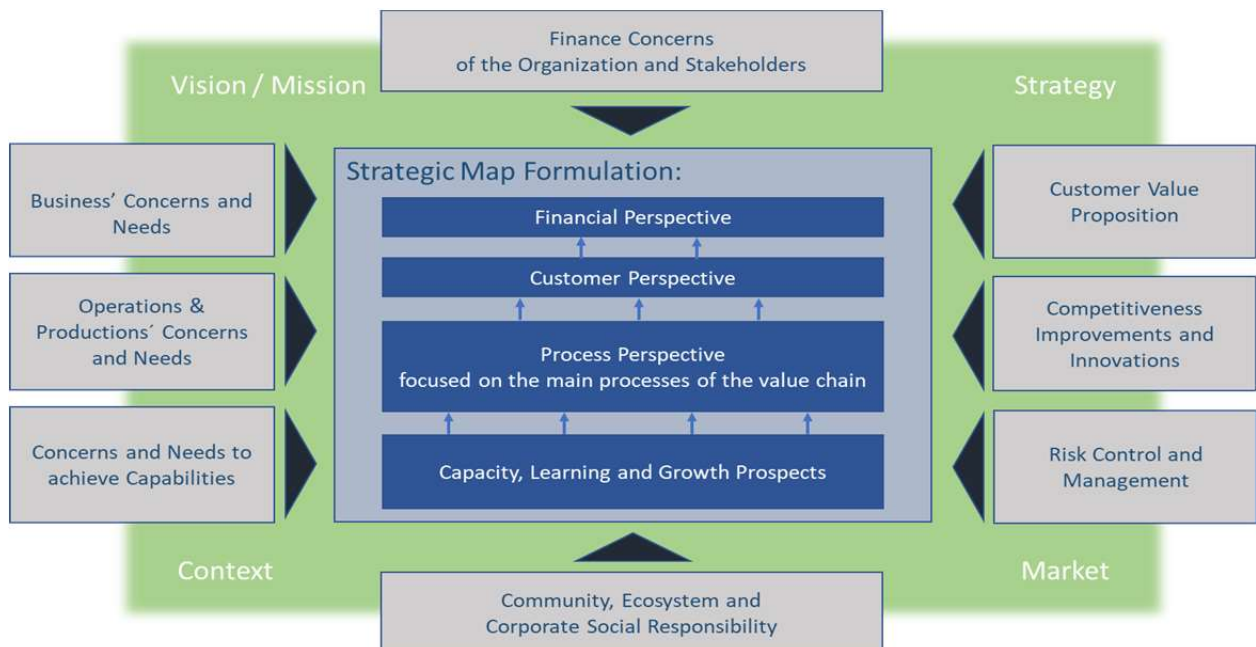 Finance Concerns
of the Organization and Stakeholders
Vision / Mission
Strategy
Business’ Concerns and
Needs
Operations &
Productions´ Concerns
and Needs
Concerns and Needs to
achieve Capabilities
Strategic Map Formulation:
Financial Perspective
Customer Perspective
Process Perspective
focused on the main processes of the value chain
Capacity, Learning and Growth Prospects
Customer Value
Proposition
Competitiveness
Improvements and
Innovations
Risk Control and
Management
Context
Market
Community, Ecosystem and
Corporate Social Responsibility